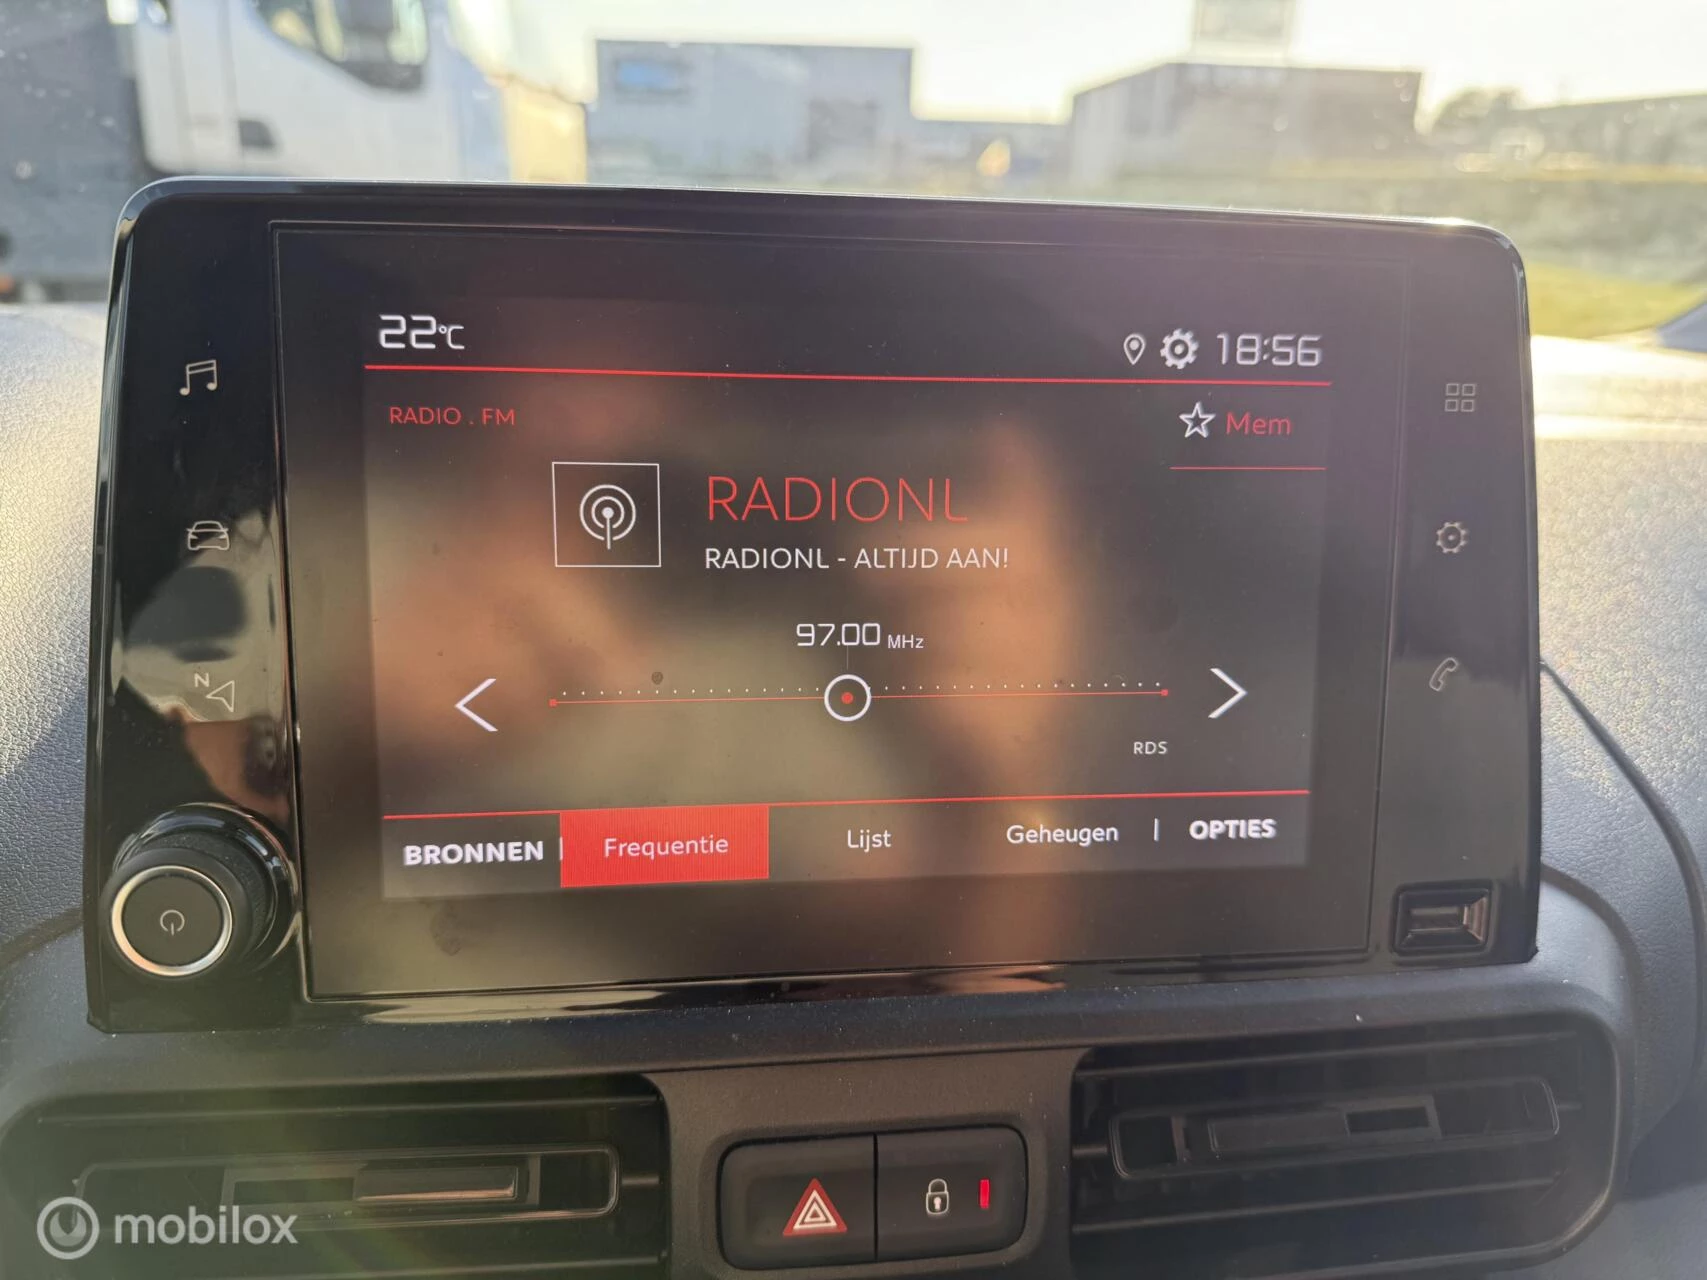 22°C
18:56
RADIO . FM
Mem
RADIONL
RADIONL - ALTIJD AAN!
97.00 MHz
N
RDS
BRONNEN | Frequentie Lijst Geheugen | OPTIES
mobilox